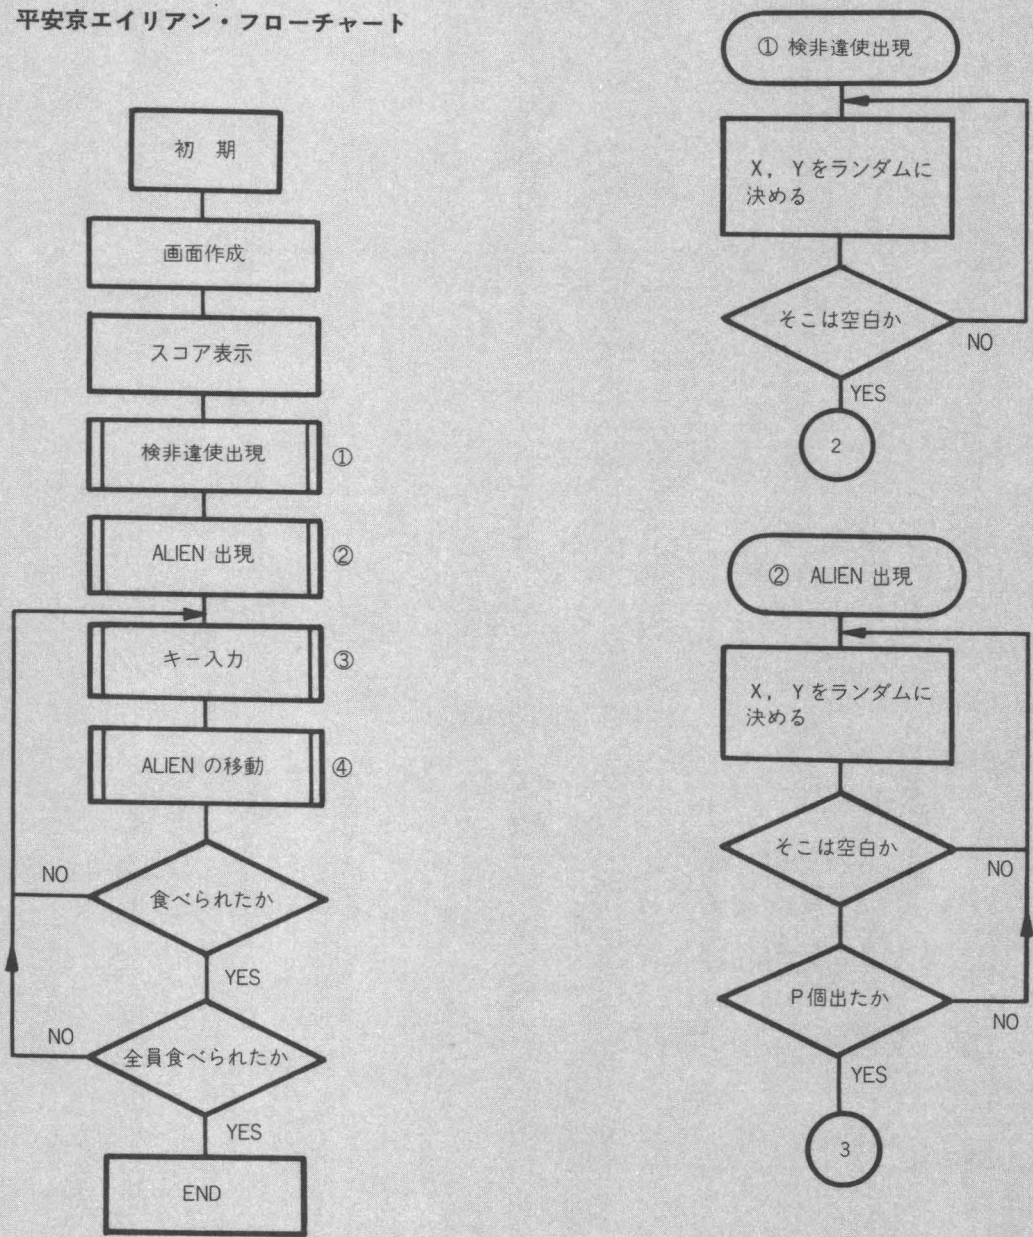 平安京エイリアン・フローチャート
初 期
画面作成
スコア表示
検非違使出現
①
ALIEN 出現
②
キー入力
③
ALIEN の移動
④
食べられたか
NO
YES
全員食べられたか
NO
YES
END
① 検非違使出現
X, Yをランダムに
決める
そこは空白か
NO
YES
2
② ALIEN 出現
X, Yをランダムに
決める
そこは空白か
NO
P個出たか
NO
YES
3